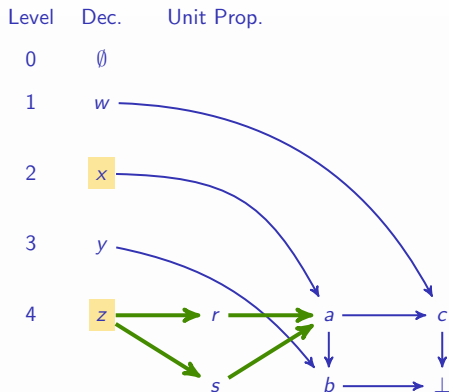 Level Dec. Unit Prop.
0 ∅
1 w
2 x
3 y
4 z r a c
s b ⊥